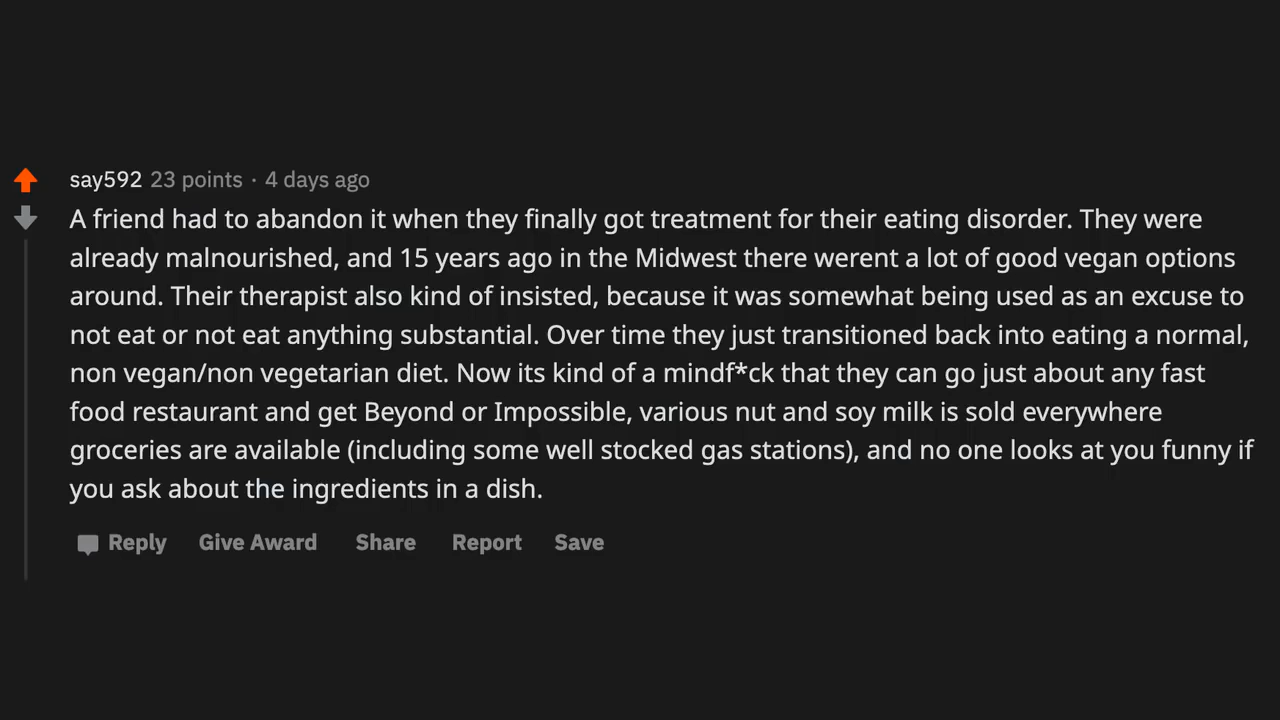 say592 23 points · 4 days ago
A friend had to abandon it when they finally got treatment for their eating disorder. They were
already malnourished, and 15 years ago in the Midwest there werent a lot of good vegan options
around. Their therapist also kind of insisted, because it was somewhat being used as an excuse to
not eat or not eat anything substantial. Over time they just transitioned back into eating a normal,
non vegan/non vegetarian diet. Now its kind of a mindf*ck that they can go just about any fast
food restaurant and get Beyond or Impossible, various nut and soy milk is sold everywhere
groceries are available (including some well stocked gas stations), and no one looks at you funny if
you ask about the ingredients in a dish.
Reply Give Award Share Report Save